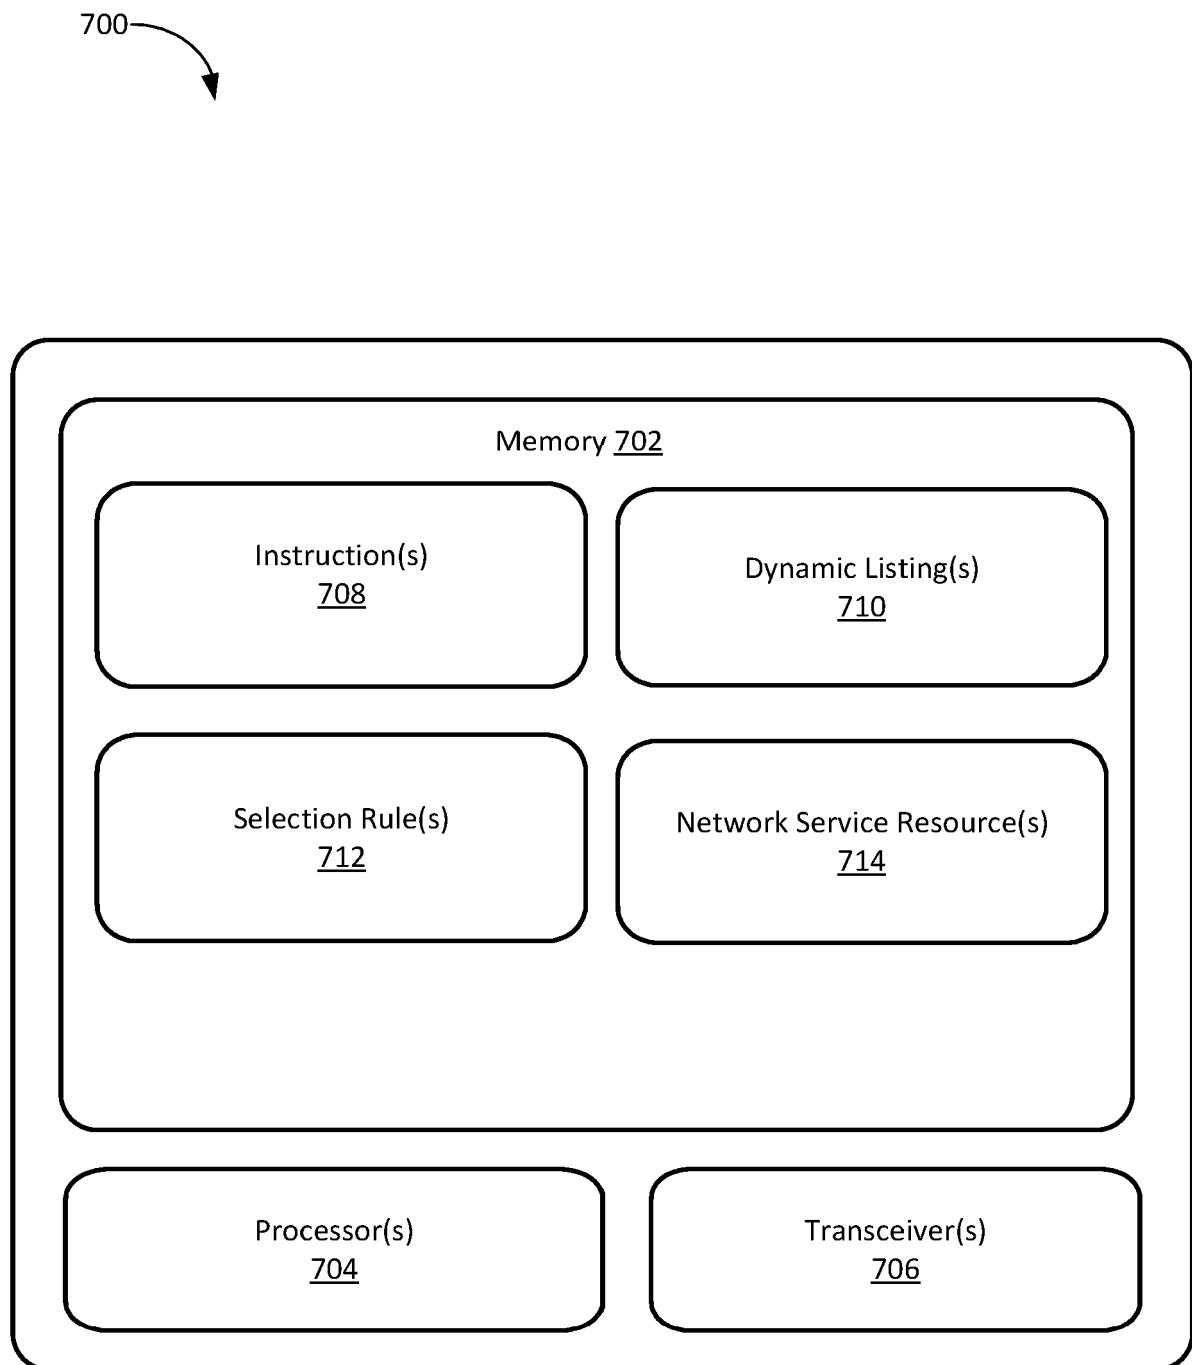 700
Memory 702
Instruction(s)
708
Dynamic Listing(s)
710
Selection Rule(s)
712
Network Service Resource(s)
714
Processor(s)
704
Transceiver(s)
706